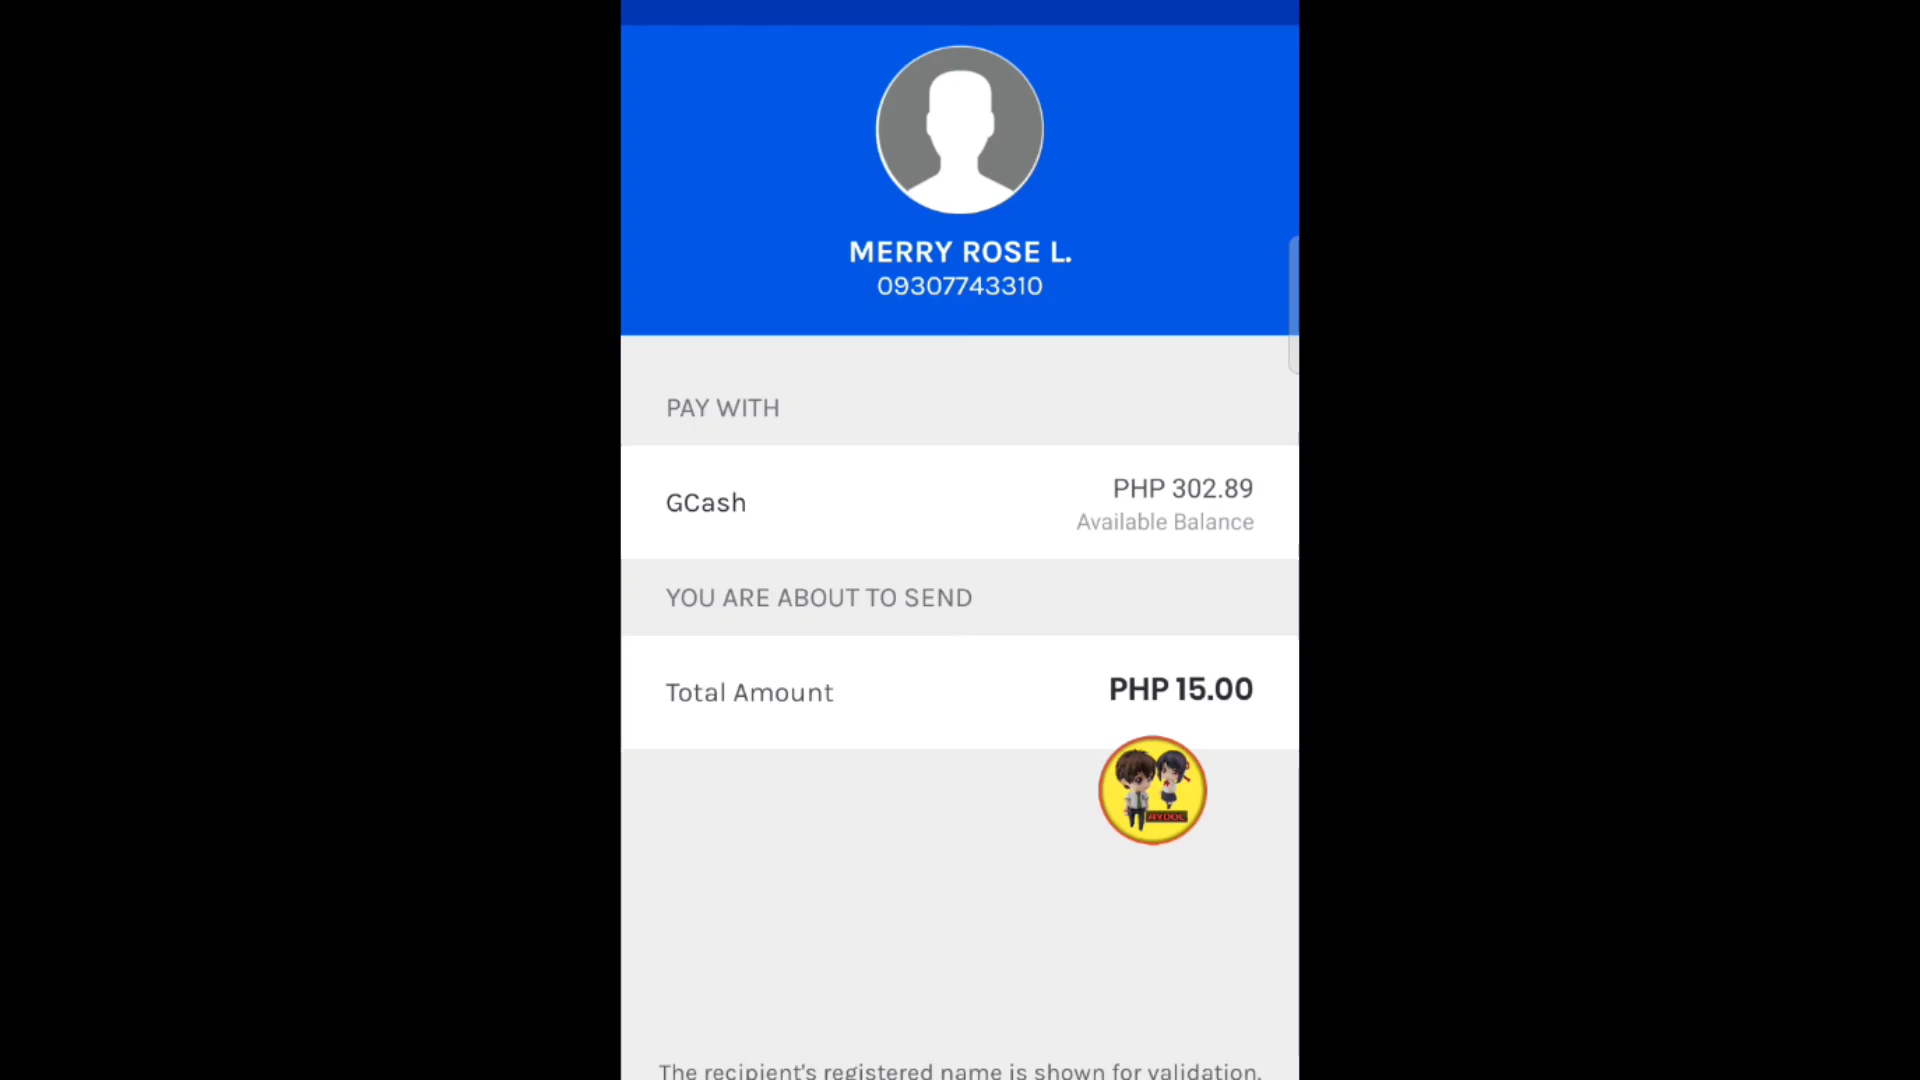 MERRY ROSE L.
09307743310
PAY WITH
GCash
PHP 302.89
Available Balance
YOU ARE ABOUT TO SEND
Total Amount
PHP 15.00
The recipient's registered name is shown for validation.